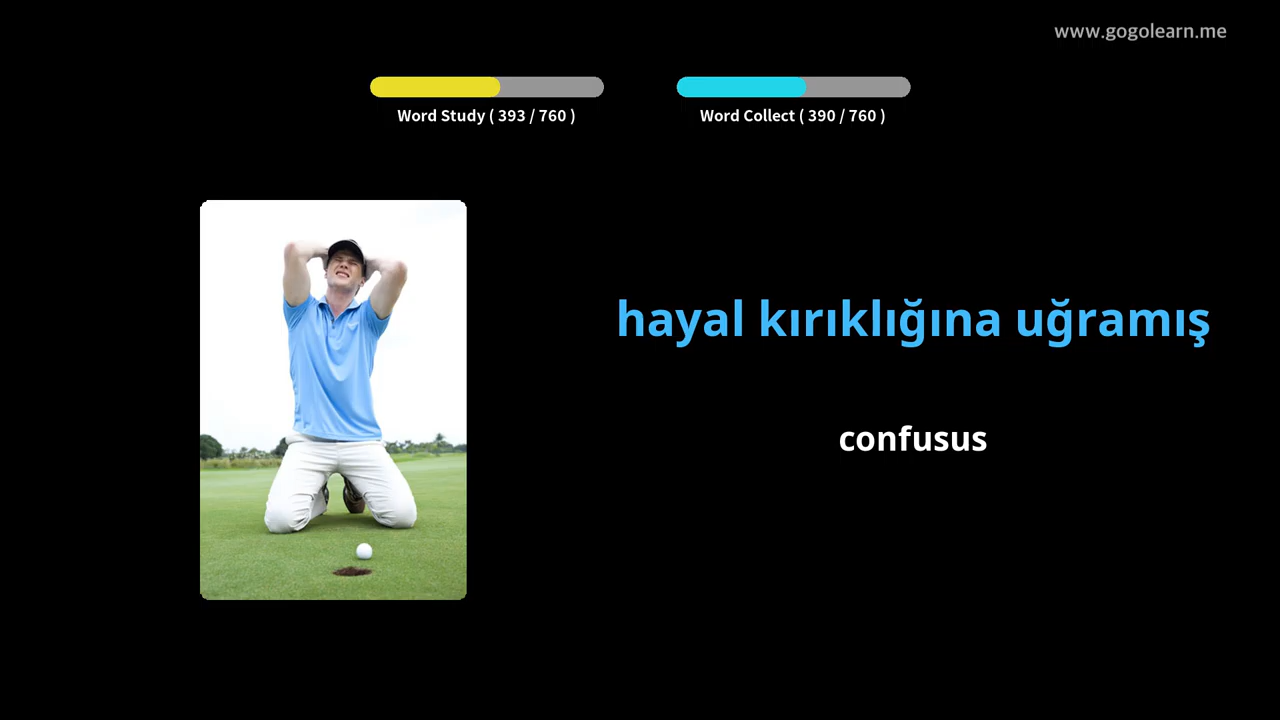 www.gogolearn.me
Word Study ( 393 / 760 )
Word Collect ( 390 / 760 )
hayal kırıklığına uğramış
confusus